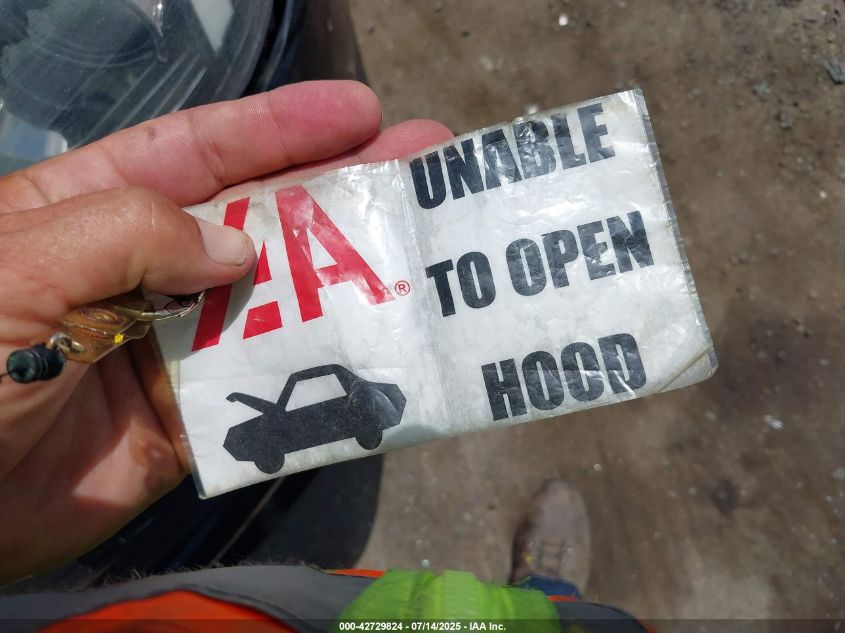 IAA®
UNABLE
TO OPEN
HOOD
000-42729824 - 07/14/2025 - IAA Inc.